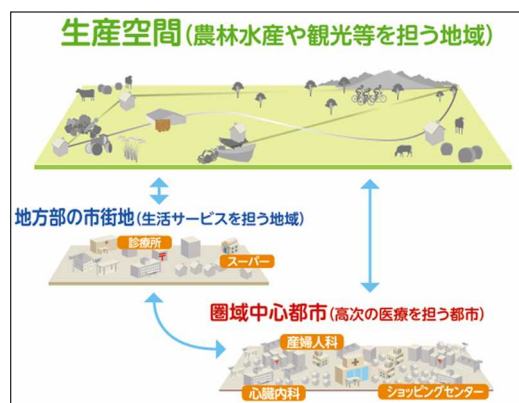 生産空間(農林水産や観光等を担う地域)
地方部の市街地(生活サービスを担う地域)
診療所
〒
スーパー
圏域中心都市(高次の医療を担う都市)
産婦人科
心臓内科
ショッピングセンター